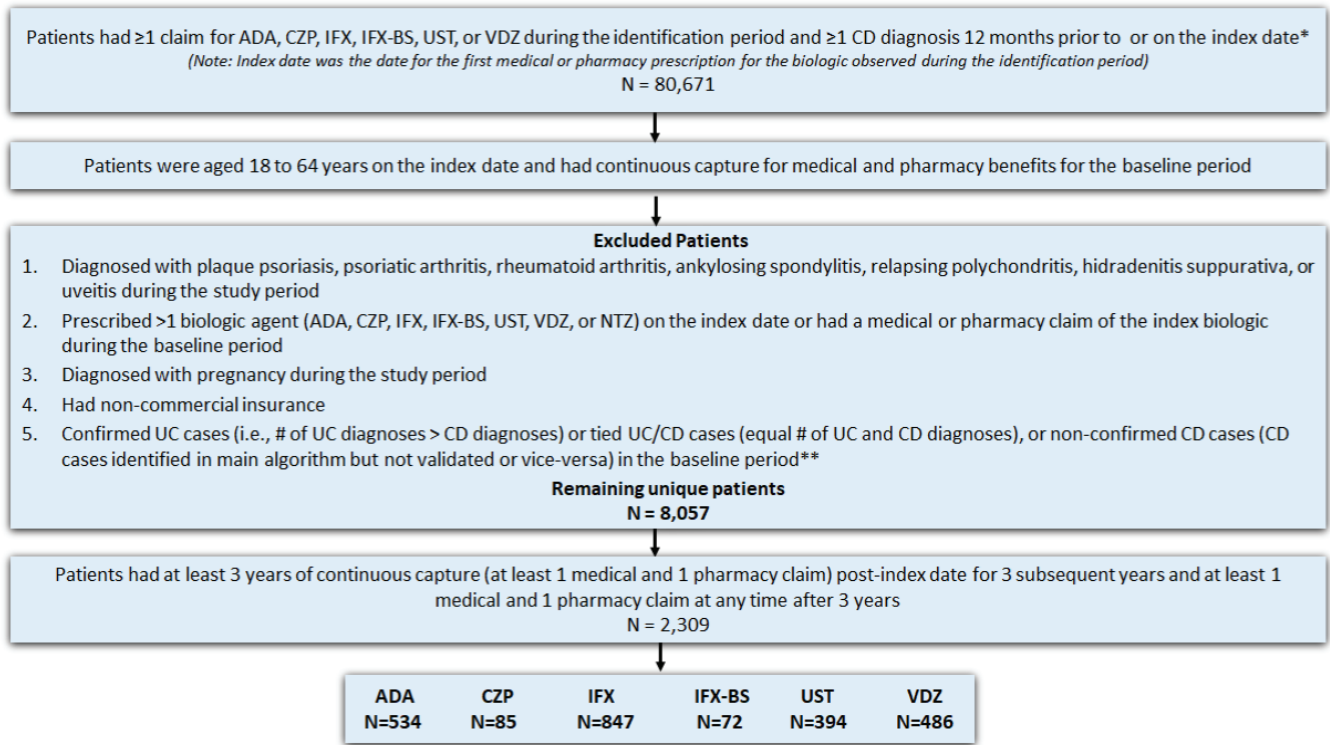 Patients had ≥1 claim for ADA, CZP, IFX, IFX-BS, UST, or VDZ during the identification period and ≥1 CD diagnosis 12 months prior to or on the index date*
(Note: Index date was the date for the first medical or pharmacy prescription for the biologic observed during the identification period)
N = 80,671
Patients were aged 18 to 64 years on the index date and had continuous capture for medical and pharmacy benefits for the baseline period
Excluded Patients
1. Diagnosed with plaque psoriasis, psoriatic arthritis, rheumatoid arthritis, ankylosing spondylitis, relapsing polychondritis, hidradenitis suppurativa, or
uveitis during the study period
2. Prescribed >1 biologic agent (ADA, CZP, IFX, IFX-BS, UST, VDZ, or NTZ) on the index date or had a medical or pharmacy claim of the index biologic
during the baseline period
3. Diagnosed with pregnancy during the study period
4. Had non-commercial insurance
5. Confirmed UC cases (i.e., # of UC diagnoses > CD diagnoses) or tied UC/CD cases (equal # of UC and CD diagnoses), or non-confirmed CD cases (CD
cases identified in main algorithm but not validated or vice-versa) in the baseline period**
Remaining unique patients
N = 8,057
Patients had at least 3 years of continuous capture (at least 1 medical and 1 pharmacy claim) post-index date for 3 subsequent years and at least 1
medical and 1 pharmacy claim at any time after 3 years
N = 2,309
ADA CZP IFX IFX-BS UST VDZ
N=534 N=85 N=847 N=72 N=394 N=486